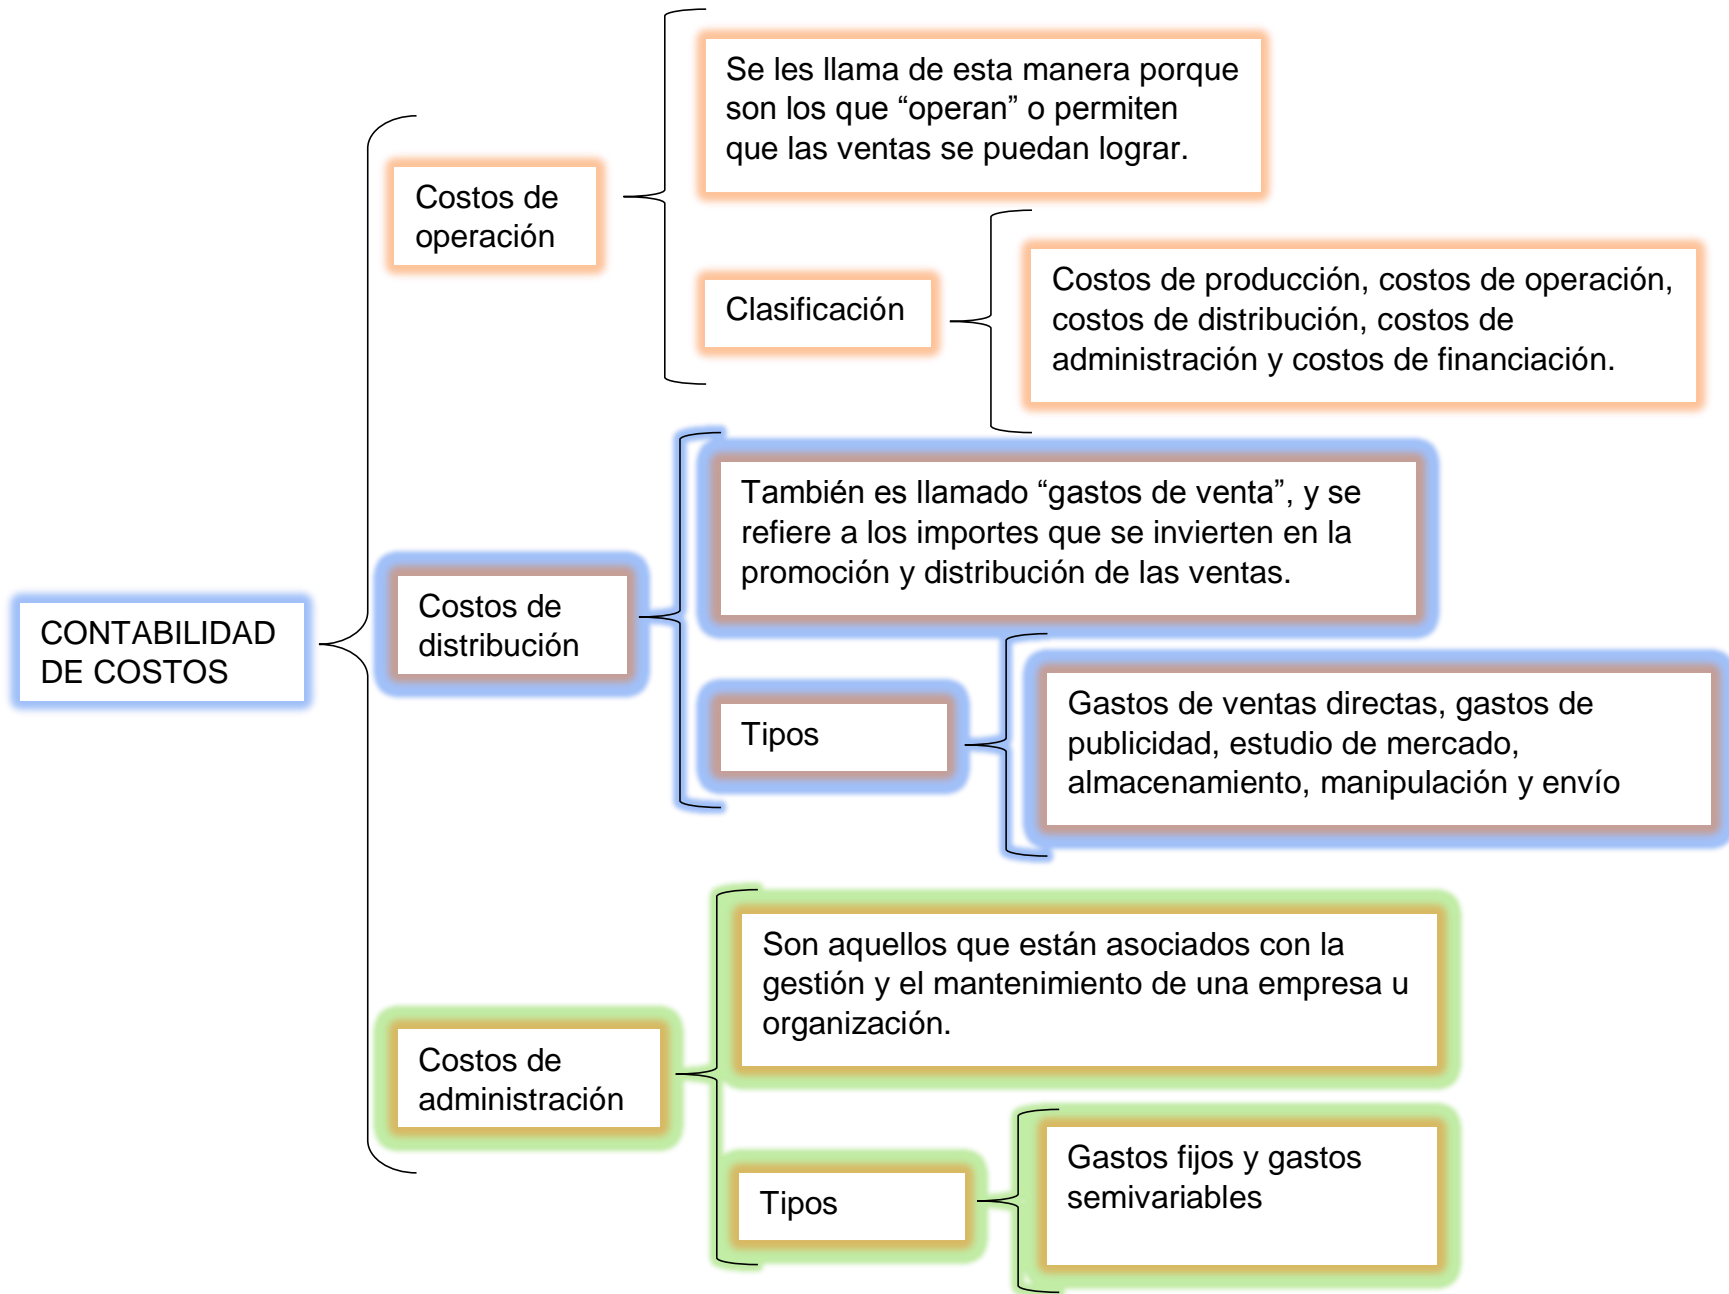 CONTABILIDAD
DE COSTOS
Costos de
operación
Se les llama de esta manera porque
son los que “operan” o permiten
que las ventas se puedan lograr.
Clasificación
Costos de producción, costos de operación,
costos de distribución, costos de
administración y costos de financiación.
Costos de
distribución
También es llamado “gastos de venta”, y se
refiere a los importes que se invierten en la
promoción y distribución de las ventas.
Tipos
Gastos de ventas directas, gastos de
publicidad, estudio de mercado,
almacenamiento, manipulación y envío
Costos de
administración
Son aquellos que están asociados con la
gestión y el mantenimiento de una empresa u
organización.
Tipos
Gastos fijos y gastos
semivariables